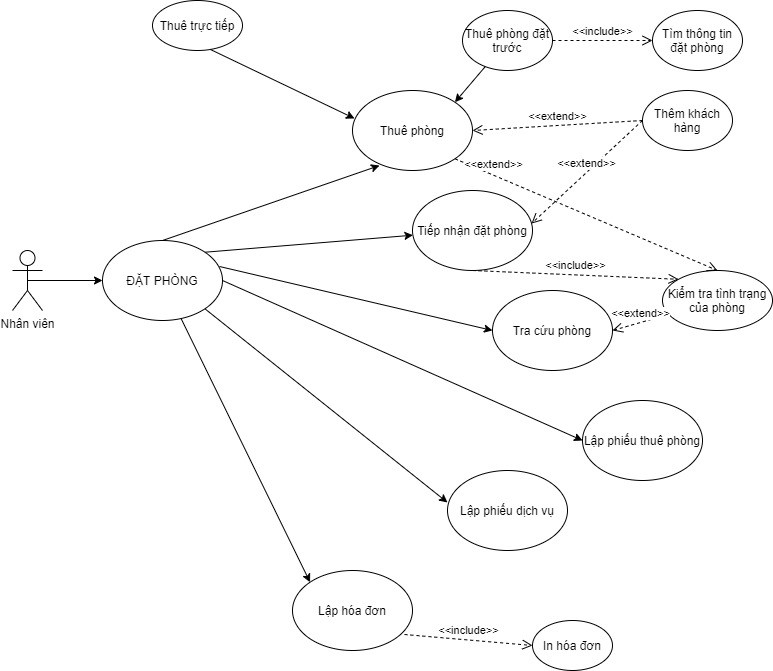 Thuê trực tiếp
Thuê phòng đặt
trước
<<include>>
Tìm thông tin
đặt phòng
Thuê phòng
<<extend>>
Thêm khách
hàng
<<extend>>
<<extend>>
Tiếp nhận đặt phòng
<<include>>
Nhân viên
ĐẶT PHÒNG
Kiểm tra tình trạng
của phòng
<<extend>>
Tra cứu phòng
Lập phiếu thuê phòng
Lập phiếu dịch vụ
Lập hóa đơn
<<include>>
In hóa đơn